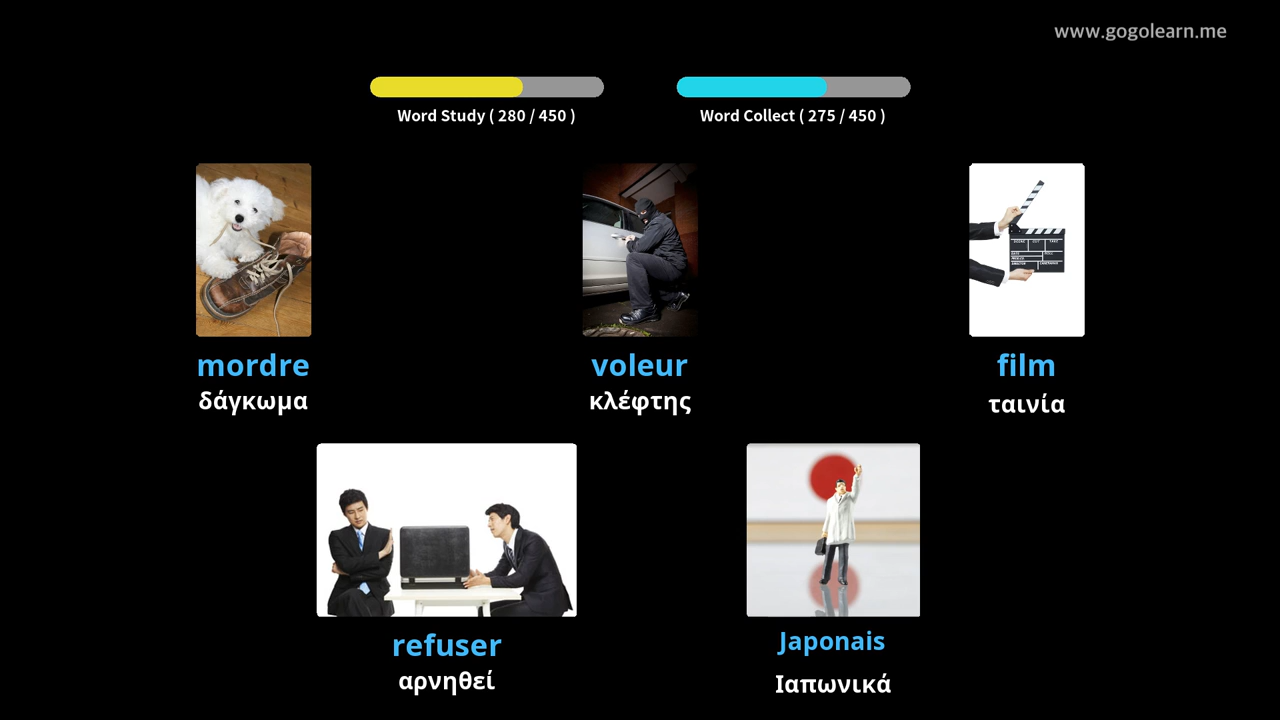 www.gogolearn.me
Word Study ( 280 / 450 )
Word Collect ( 275 / 450 )
mordre
δάγκωμα
voleur
κλέφτης
film
ταινία
refuser
αρνηθεί
Japonais
Ιαπωνικά